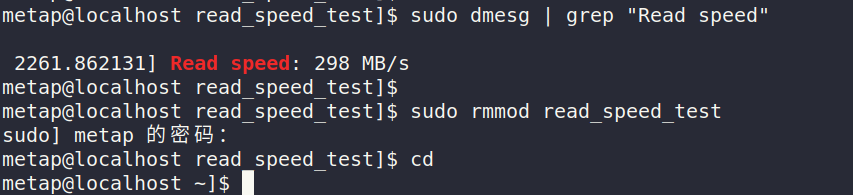 metap@localhost read_speed_test]$ sudo dmesg | grep "Read speed"
2261.862131] Read speed: 298 MB/s
metap@localhost read_speed_test]$
metap@localhost read_speed_test]$ sudo rmmod read_speed_test
sudo] metap 的密码：
metap@localhost read_speed_test]$ cd
metap@localhost ~]$